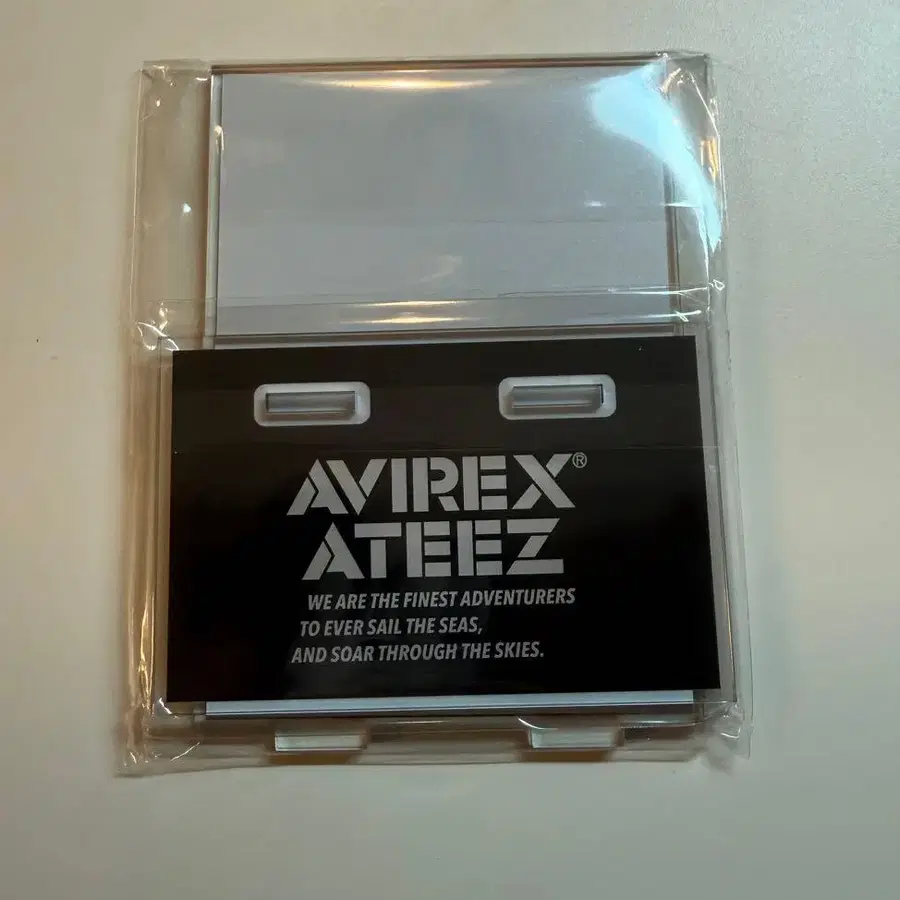 AVIREX®
ATEEZ
WE ARE THE FINEST ADVENTURERS
TO EVER SAIL THE SEAS,
AND SOAR THROUGH THE SKIES.